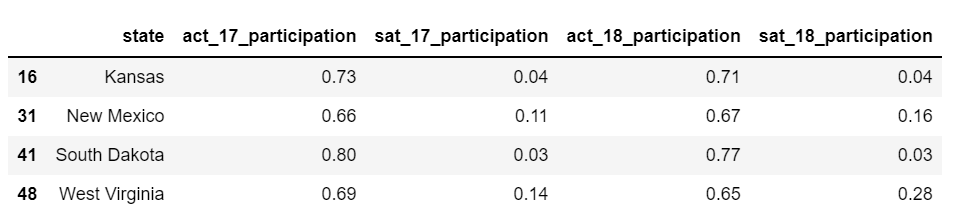 state act_17_participation sat_17_participation act_18_participation sat_18_participation
16 Kansas 0.73 0.04 0.71 0.04
31 New Mexico 0.66 0.11 0.67 0.16
41 South Dakota 0.80 0.03 0.77 0.03
48 West Virginia 0.69 0.14 0.65 0.28